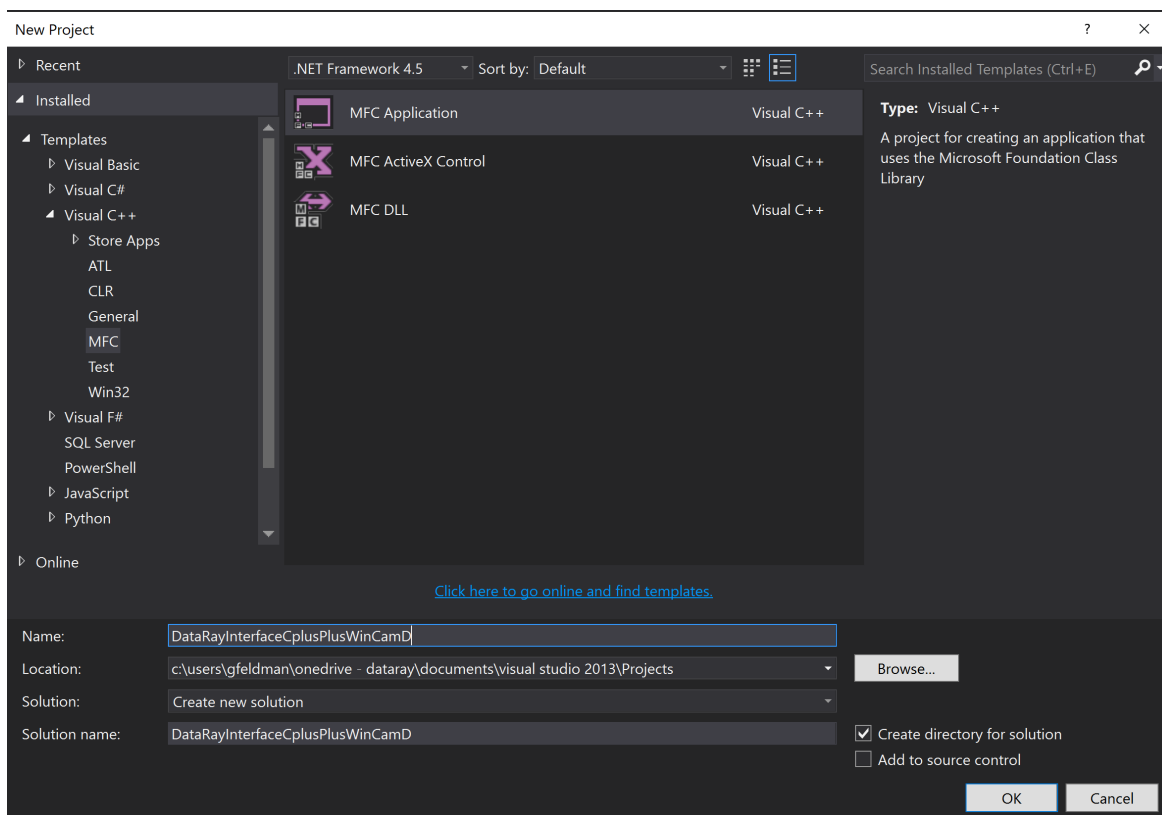 New Project
?
Recent
.NET Framework 4.5
Sort by: Default
Search Installed Templates (Ctrl+E)
Installed
Templates
Visual Basic
Visual C#
Visual C++
Store Apps
ATL
CLR
General
MFC
Test
Win32
Visual F#
SQL Server
PowerShell
JavaScript
Python
Online
MFC Application Visual C++
MFC ActiveX Control Visual C++
MFC DLL Visual C++
Type: Visual C++
A project for creating an application that
uses the Microsoft Foundation Class
Library
Click here to go online and find templates.
Name: DataRayInterfaceCplusPlusWinCamD
Location: c:\users\gfeldman\onedrive - dataray\documents\visual studio 2013\Projects
Browse...
Solution: Create new solution
Solution name: DataRayInterfaceCplusPlusWinCamD
Create directory for solution
Add to source control
OK
Cancel